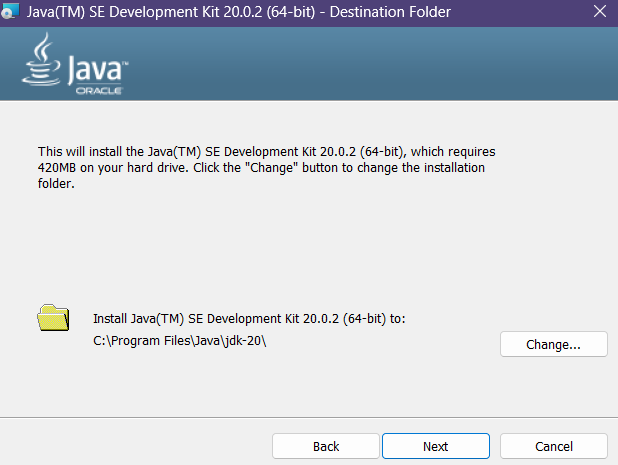 Java(TM) SE Development Kit 20.0.2 (64-bit) - Destination Folder
Java™
ORACLE
This will install the Java(TM) SE Development Kit 20.0.2 (64-bit), which requires
420MB on your hard drive. Click the "Change" button to change the installation
folder.
Install Java(TM) SE Development Kit 20.0.2 (64-bit) to:
C:\Program Files\Java\jdk-20\
Change...
Back
Next
Cancel